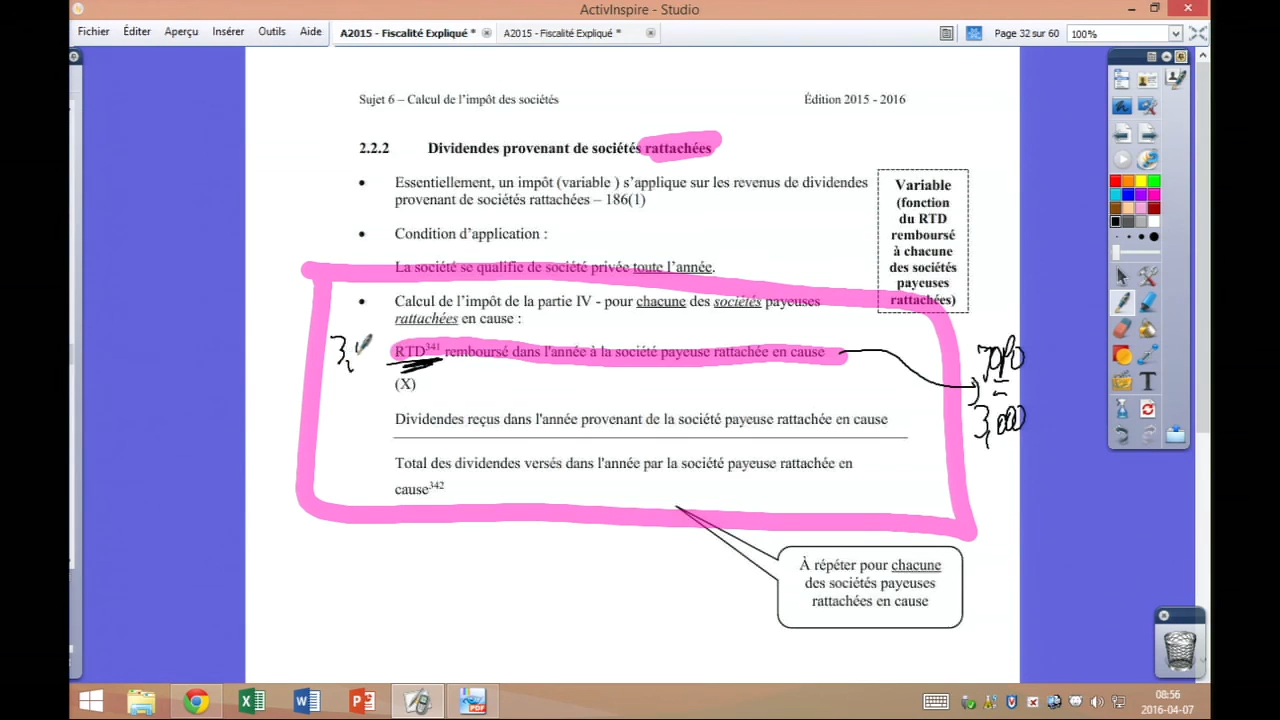 ActivInspire - Studio
Fichier Éditer Aperçu Insérer Outils Aide
A2015 - Fiscalité Expliqué *
A2015 - Fiscalité Expliqué *
Page 32 sur 60
100%
Sujet 6 – Calcul de l'impôt des sociétés
Édition 2015 - 2016
2.2.2 Dividendes provenant de sociétés rattachées
• Essentiellement, un impôt (variable ) s'applique sur les revenus de dividendes
provenant de sociétés rattachées – 186(1)
Variable
(fonction
du RTD
remboursé
à chacune
des sociétés
payeuses
rattachées)
• Condition d'application :
La société se qualifie de société privée toute l'année.
• Calcul de l'impôt de la partie IV - pour chacune des sociétés payeuses
rattachées en cause :
RTD341 remboursé dans l'année à la société payeuse rattachée en cause
(X)
Dividendes reçus dans l'année provenant de la société payeuse rattachée en cause
Total des dividendes versés dans l'année par la société payeuse rattachée en
cause342
3,000
À répéter pour chacune
des sociétés payeuses
rattachées en cause
08:56
2016-04-07